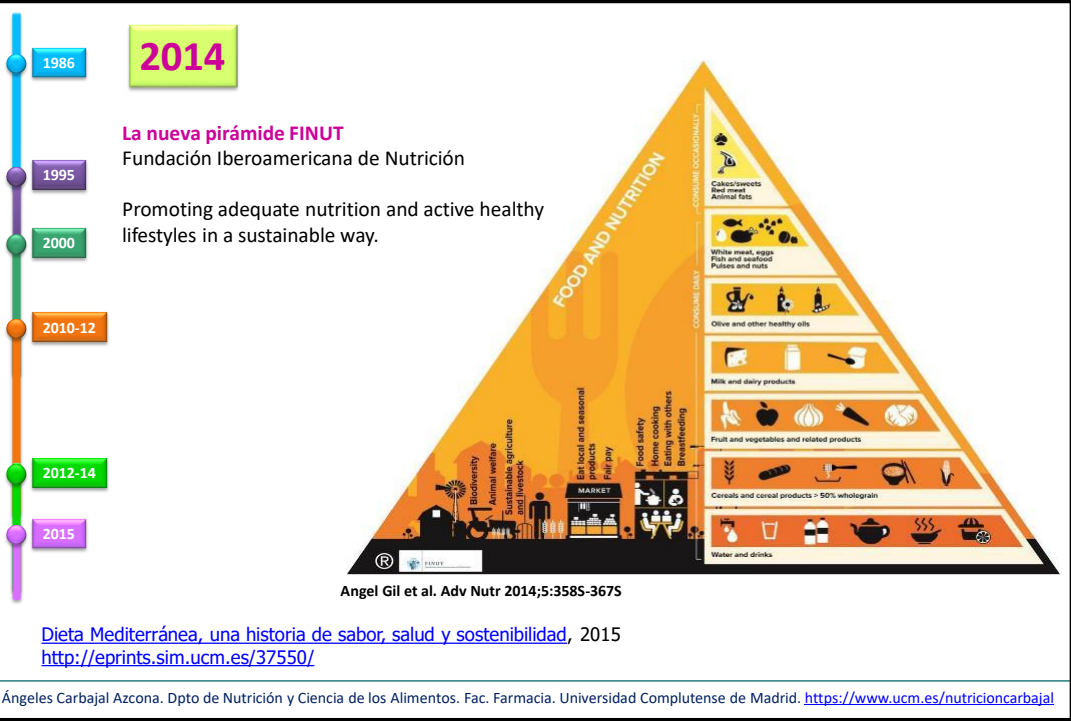 1986
1995
2000
2010-12
2012-14
2015
2014
La nueva pirámide FINUT
Fundación Iberoamericana de Nutrición
Promoting adequate nutrition and active healthy
lifestyles in a sustainable way.
FOOD AND NUTRITION
CONSUME OCCASIONALLY
CONSUME DAILY
Cakes/sweets
Red meat
Animal fats
White meat, eggs
Fish and seafood
Pulses and nuts
Olive and other healthy oils
Milk and dairy products
Fruit and vegetables and related products
Cereals and cereal products > 50% wholegrain
Water and drinks
Biodiversity
Animal welfare
Sustainable agriculture
and livestock
Eat local and seasonal
products
Fair pay
MARKET
Food safety
Home cooking
Eating with others
Breastfeeding
®
FINUT
Angel Gil et al. Adv Nutr 2014;5:358S-367S
Dieta Mediterránea, una historia de sabor, salud y sostenibilidad, 2015
http://eprints.sim.ucm.es/37550/
Ángeles Carbajal Azcona. Dpto de Nutrición y Ciencia de los Alimentos. Fac. Farmacia. Universidad Complutense de Madrid. https://www.ucm.es/nutricioncarbajal